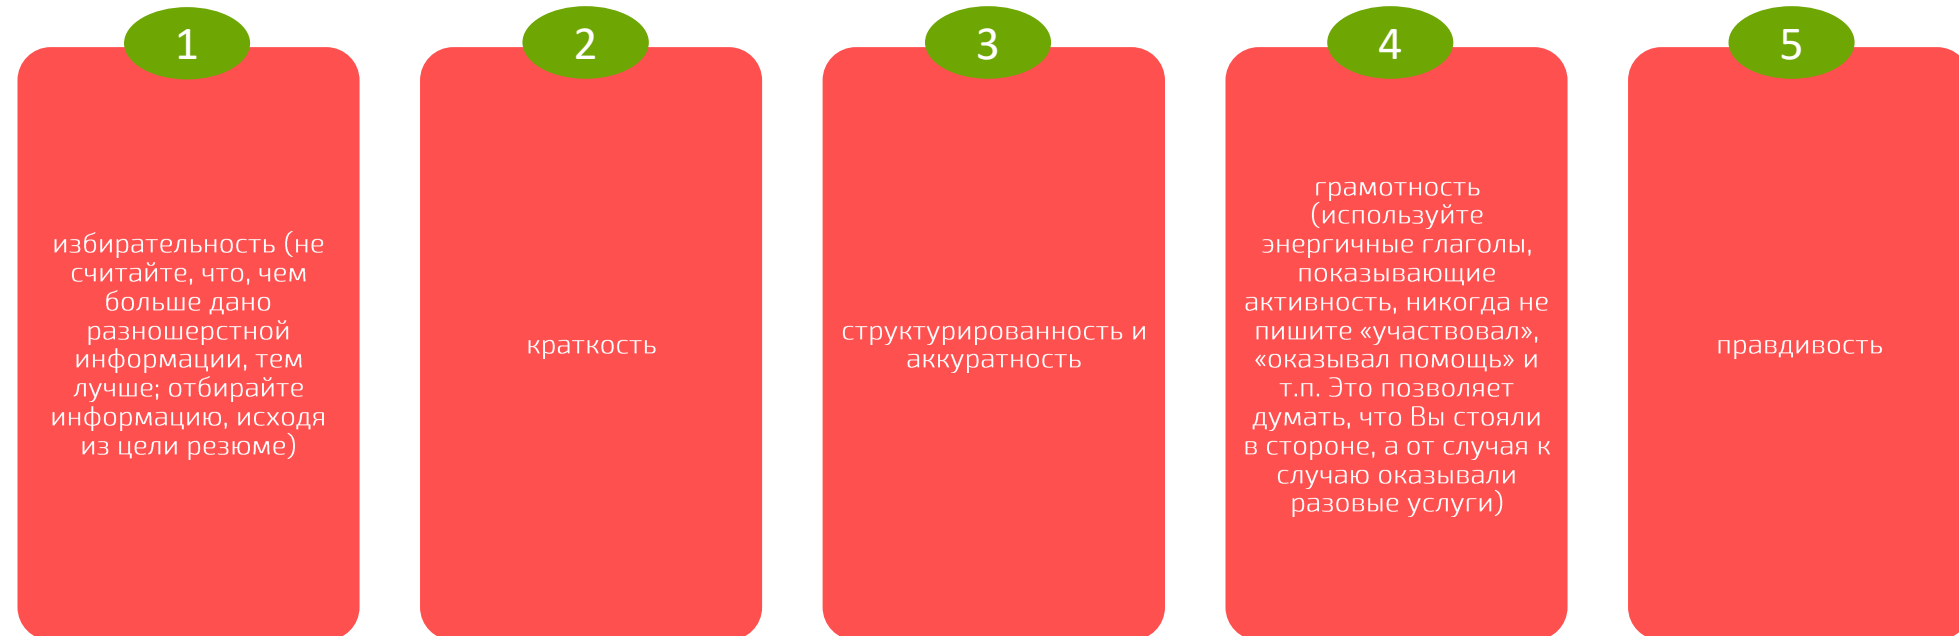 1
избирательность (не
считайте, что, чем
больше дано
разношерстной
информации, тем
лучше; отбирайте
информацию, исходя
из цели резюме)
2
краткость
3
структурированность и
аккуратность
4
грамотность
(используйте
энергичные глаголы,
показывающие
активность, никогда не
пишите «участвовал»,
«оказывал помощь» и
т.п. Это позволяет
думать, что Вы стояли
в стороне, а от случая к
случаю оказывали
разовые услуги)
5
правдивость